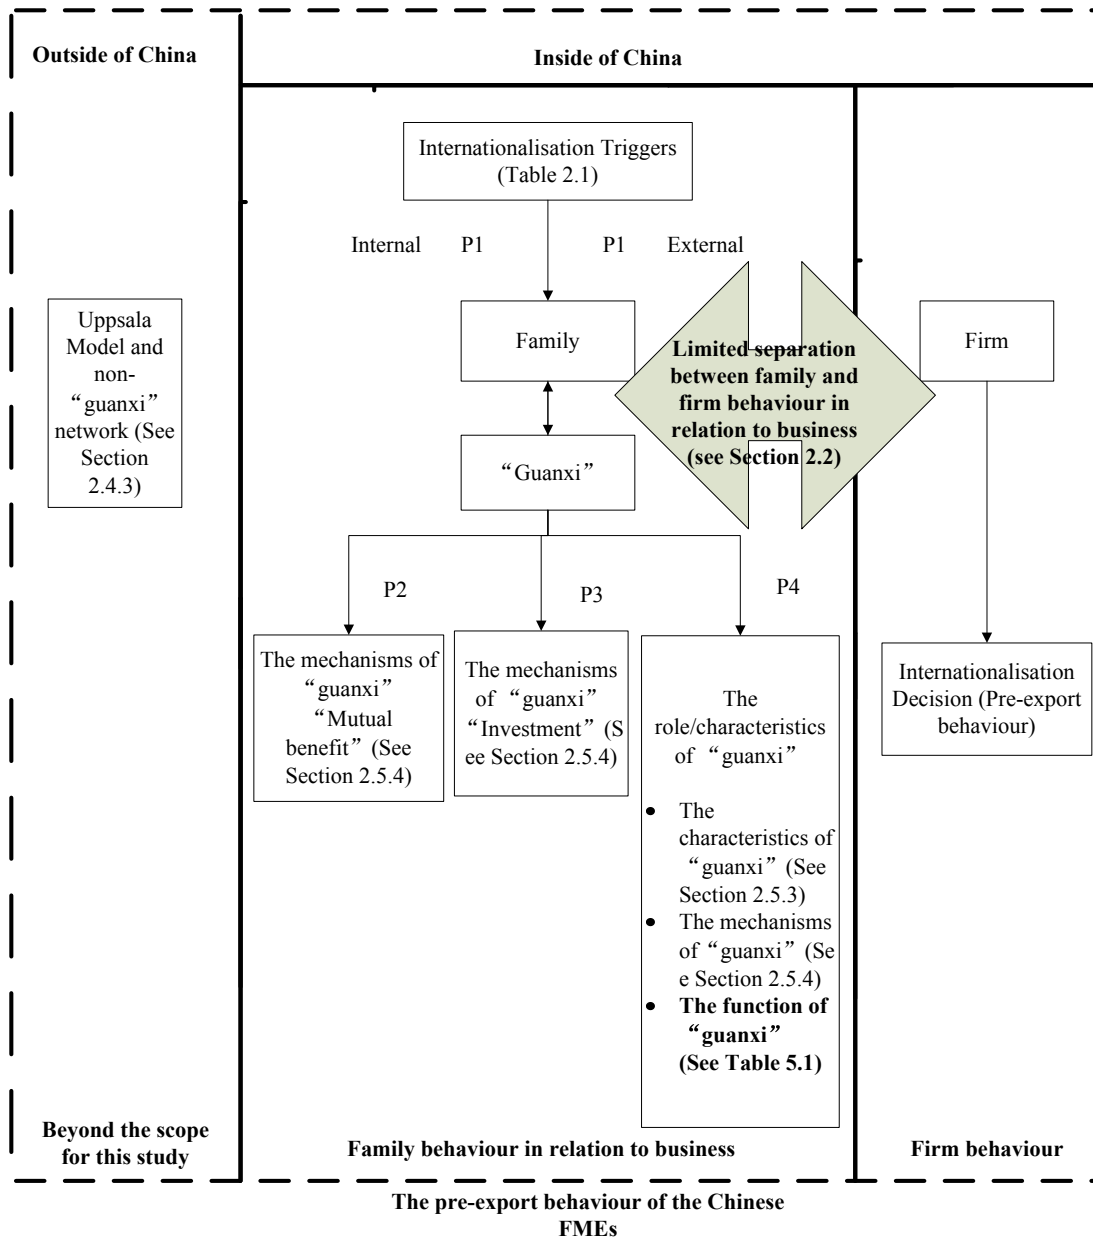 Outside of China
Inside of China
Internationalisation Triggers
(Table 2.1)
Internal P1 P1 External
Uppsala
Model and
non-
“guanxi”
network (See
Section
2.4.3)
Family
Limited separation
between family and
firm behaviour in
relation to business
(see Section 2.2)
Firm
“Guanxi”
P2
P3
P4
The mechanisms of
“guanxi”
“Mutual
benefit” (See
Section 2.5.4)
The mechanisms
of “guanxi”
“Investment” (S
ee Section 2.5.4)
The
role/characteristics
of “guanxi”
• The
characteristics of
“guanxi” (See
Section 2.5.3)
• The mechanisms
of “guanxi” (Se
e Section 2.5.4)
• The function of
“guanxi”
(See Table 5.1)
Internationalisation
Decision (Pre-export
behaviour)
Beyond the scope
for this study
Family behaviour in relation to business
Firm behaviour
The pre-export behaviour of the Chinese
FMEs